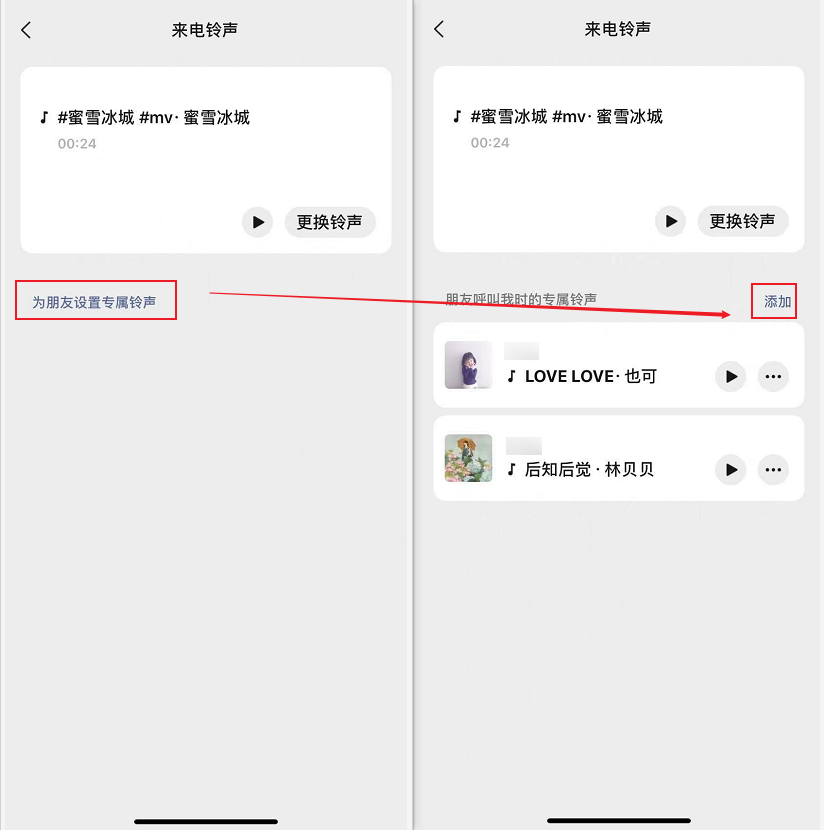 来电铃声
#蜜雪冰城 #mv· 蜜雪冰城
00:24
更换铃声
为朋友设置专属铃声
来电铃声
#蜜雪冰城 #mv· 蜜雪冰城
00:24
更换铃声
朋友呼叫我时的专属铃声
添加
LOVE LOVE· 也可
后知后觉 · 林贝贝